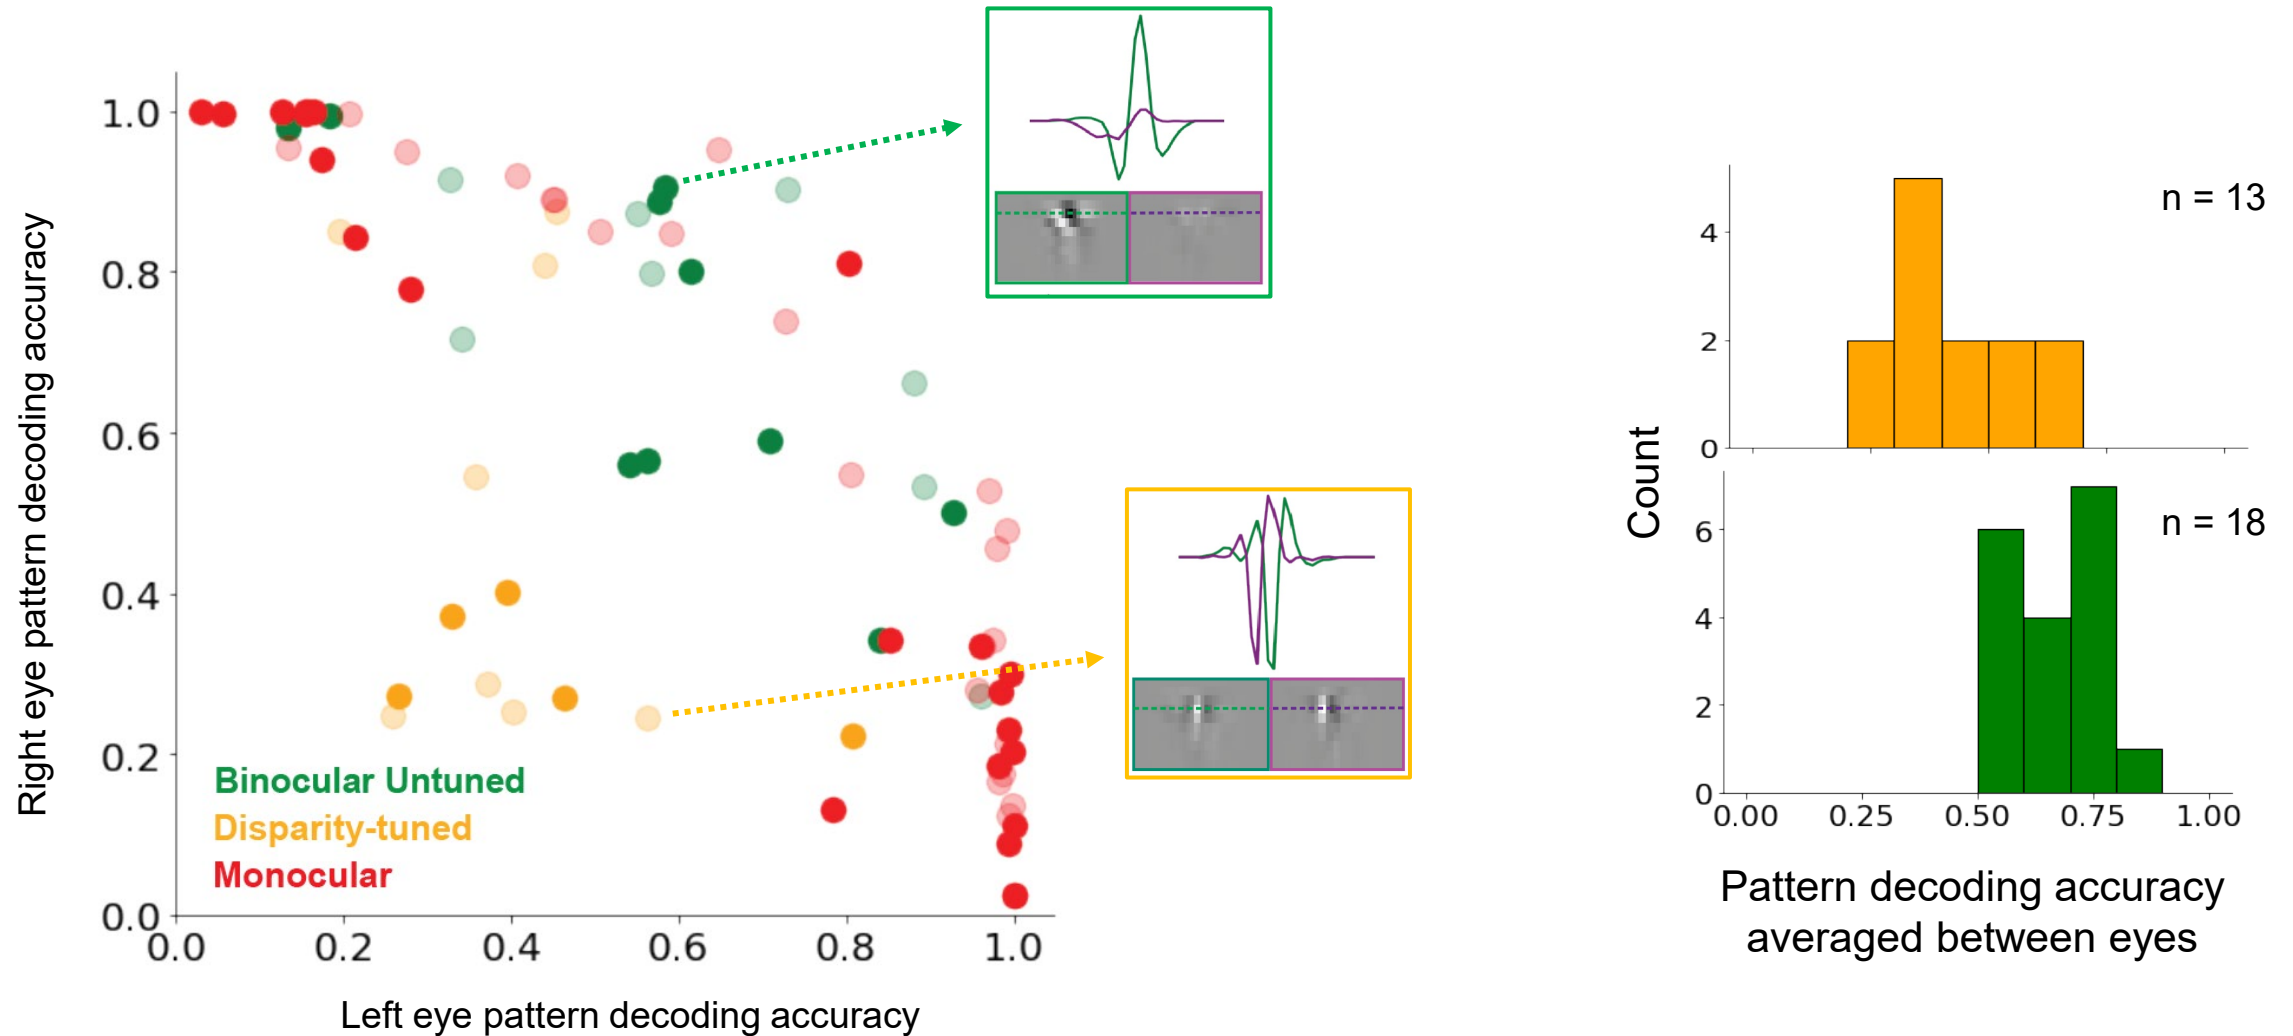 Right eye pattern decoding accuracy
1.0
0.8
0.6
0.4
0.2
0.0
Binocular Untuned
Disparity-tuned
Monocular
0.0 0.2 0.4 0.6 0.8 1.0
Left eye pattern decoding accuracy
Count
4
2
0
n = 13
6
4
2
0
n = 18
0.00 0.25 0.50 0.75 1.00
Pattern decoding accuracy
averaged between eyes